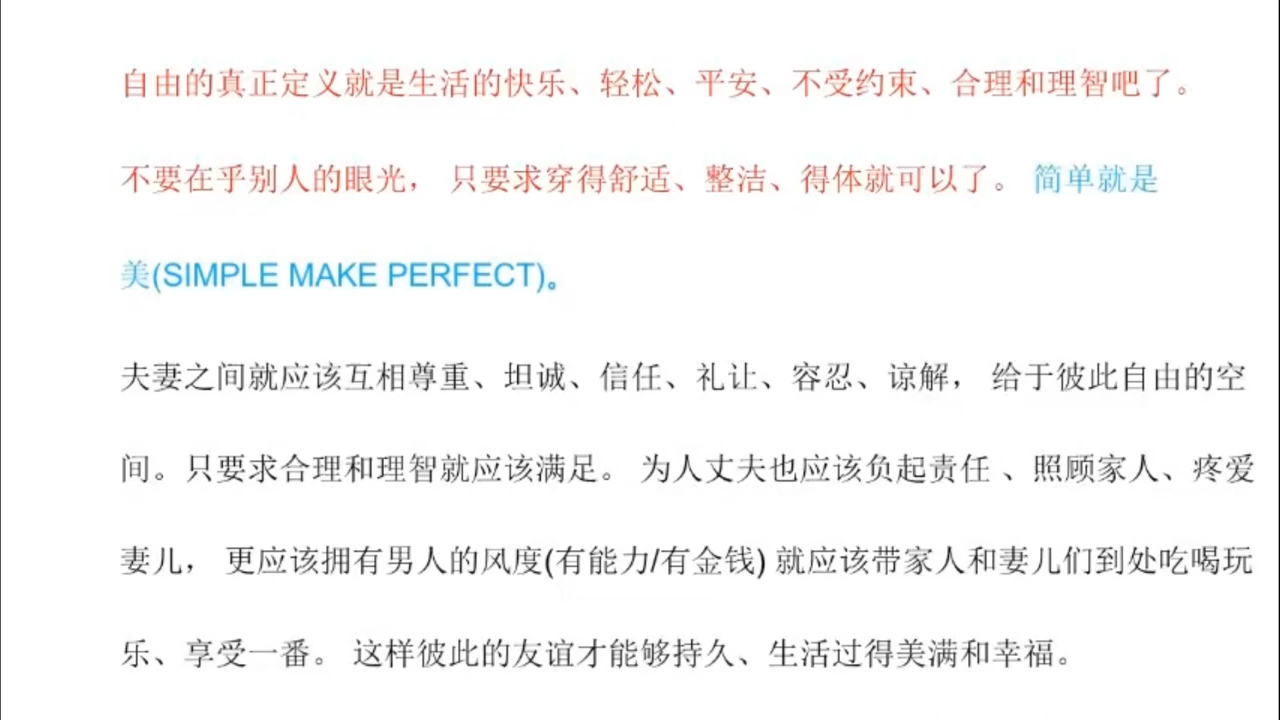 自由的真正定义就是生活的快乐、轻松、平安、不受约束、合理和理智吧了。
不要在乎别人的眼光， 只要求穿得舒适、整洁、得体就可以了。 简单就是
美(SIMPLE MAKE PERFECT)。
夫妻之间就应该互相尊重、坦诚、信任、礼让、容忍、谅解， 给于彼此自由的空
间。只要求合理和理智就应该满足。 为人丈夫也应该负起责任 、照顾家人、疼爱
妻儿， 更应该拥有男人的风度(有能力/有金钱) 就应该带家人和妻儿们到处吃喝玩
乐、享受一番。 这样彼此的友谊才能够持久、生活过得美满和幸福。